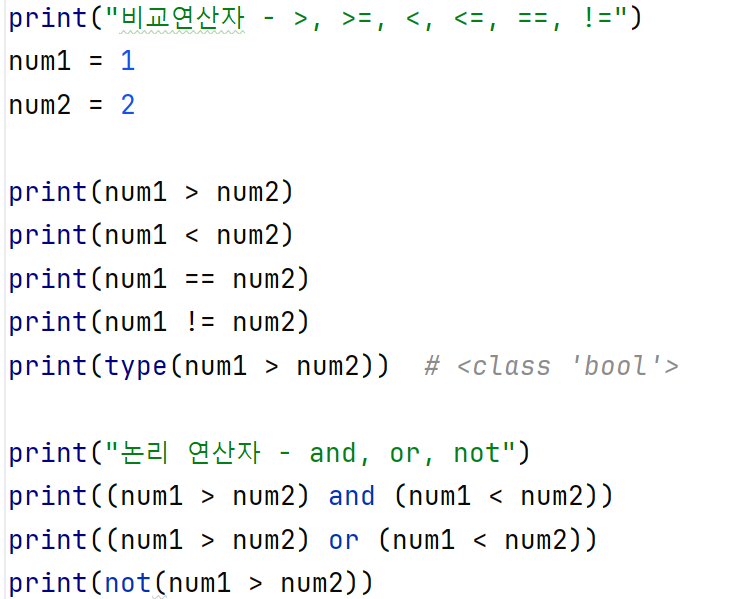 print("비교연산자 - >, >=, <, <=, ==, !=")
num1 = 1
num2 = 2
print(num1 > num2)
print(num1 < num2)
print(num1 == num2)
print(num1 != num2)
print(type(num1 > num2))  # <class 'bool'>
print("논리 연산자 - and, or, not")
print((num1 > num2) and (num1 < num2))
print((num1 > num2) or (num1 < num2))
print(not(num1 > num2))